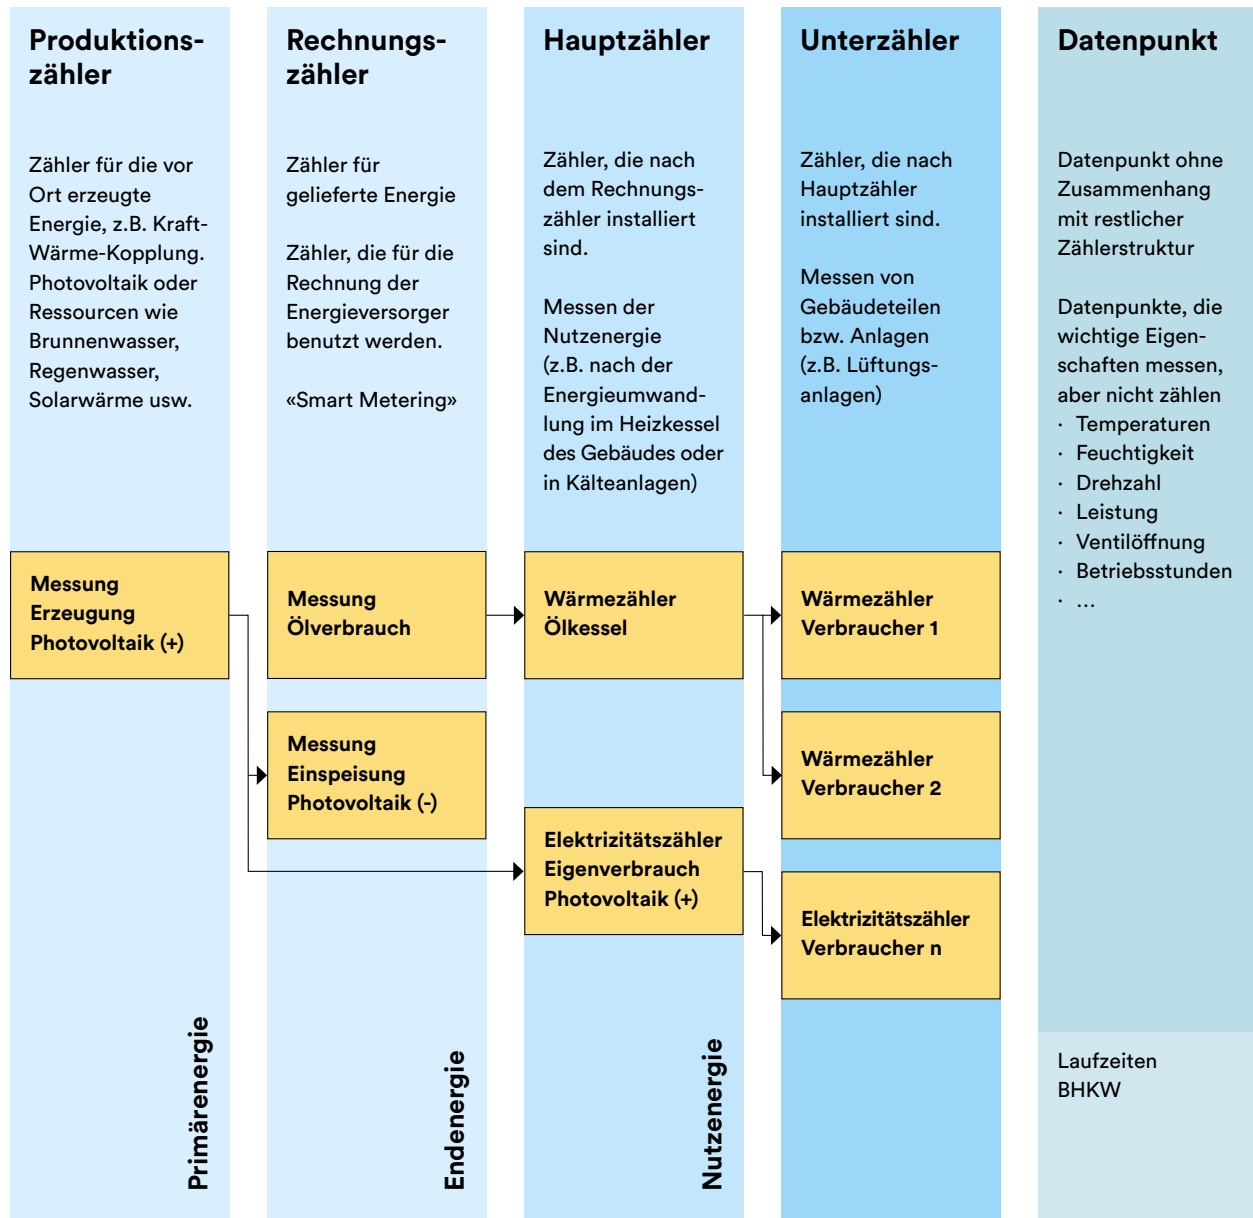 Produktions-
zähler
Zähler für die vor
Ort erzeugte
Energie, z.B. Kraft-
Wärme-Kopplung.
Photovoltaik oder
Ressourcen wie
Brunnenwasser,
Regenwasser,
Solarwärme usw.
Messung
Erzeugung
Photovoltaik (+)
Primärenergie
Rechnungs-
zähler
Zähler für
gelieferte Energie
Zähler, die für die
Rechnung der
Energieversorger
benutzt werden.
«Smart Metering»
Messung
Ölverbrauch
Messung
Einspeisung
Photovoltaik (-)
Endenergie
Hauptzähler
Zähler, die nach
dem Rechnungs-
zähler installiert
sind.
Messen der
Nutzenergie
(z.B. nach der
Energieumwand-
lung im Heizkessel
des Gebäudes oder
in Kälteanlagen)
Wärmezähler
Ölkessel
Elektrizitätszähler
Eigenverbrauch
Photovoltaik (+)
Nutzenergie
Unterzähler
Zähler, die nach
Hauptzähler
installiert sind.
Messen von
Gebäudeteilen
bzw. Anlagen
(z.B. Lüftungs-
anlagen)
Wärmezähler
Verbraucher 1
Wärmezähler
Verbraucher 2
Elektrizitätszähler
Verbraucher n
Datenpunkt
Datenpunkt ohne
Zusammenhang
mit restlicher
Zählerstruktur
Datenpunkte, die
wichtige Eigen-
schaften messen,
aber nicht zählen
· Temperaturen
· Feuchtigkeit
· Drehzahl
· Leistung
· Ventilöffnung
· Betriebsstunden
· …
Laufzeiten
BHKW